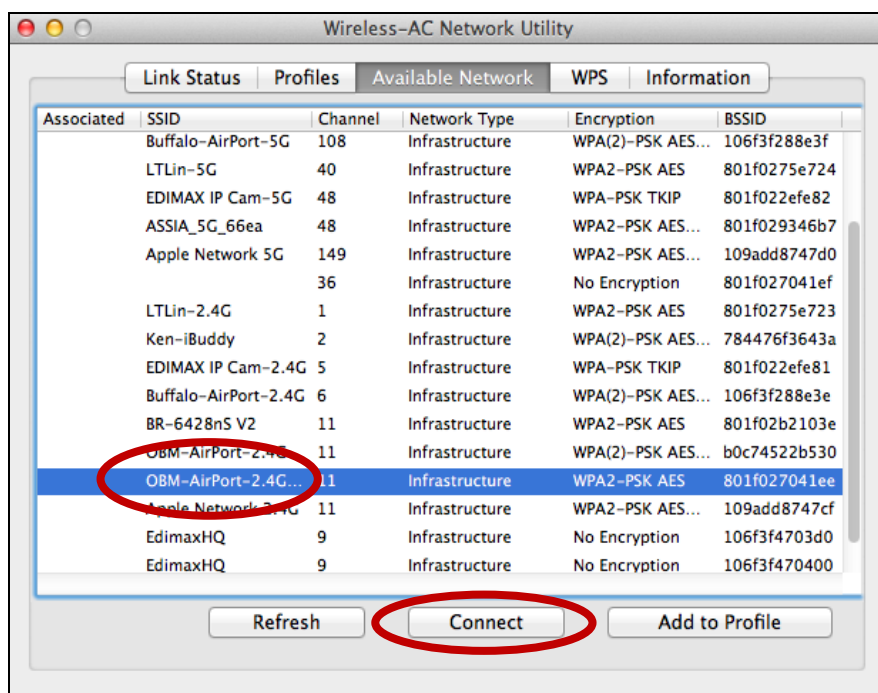 Wireless-AC Network Utility
Link Status Profiles Available Network WPS Information
Associated SSID Channel Network Type Encryption BSSID
Buffalo-AirPort-5G 108 Infrastructure WPA(2)-PSK AES... 106f3f288e3f
LTLin-5G 40 Infrastructure WPA2-PSK AES 801f0275e724
EDIMAX IP Cam-5G 48 Infrastructure WPA-PSK TKIP 801f022efe82
ASSIA_5G_66ea 48 Infrastructure WPA2-PSK AES... 801f029346b7
Apple Network 5G 149 Infrastructure WPA2-PSK AES... 109add8747d0
36 Infrastructure No Encryption 801f027041ef
LTLin-2.4G 1 Infrastructure WPA2-PSK AES 801f0275e723
Ken-iBuddy 2 Infrastructure WPA(2)-PSK AES... 784476f3643a
EDIMAX IP Cam-2.4G 5 Infrastructure WPA-PSK TKIP 801f022efe81
Buffalo-AirPort-2.4G 6 Infrastructure WPA(2)-PSK AES... 106f3f288e3e
BR-6428nS V2 11 Infrastructure WPA2-PSK AES 801f02b2103e
OBM-AirPort-2.4G 11 Infrastructure WPA(2)-PSK AES... b0c74522b530
OBM-AirPort-2.4G... 11 Infrastructure WPA2-PSK AES 801f027041ee
Apple Network 2.4G 11 Infrastructure WPA2-PSK AES... 109add8747cf
EdimaxHQ 9 Infrastructure No Encryption 106f3f4703d0
EdimaxHQ 9 Infrastructure No Encryption 106f3f470400
Refresh Connect Add to Profile